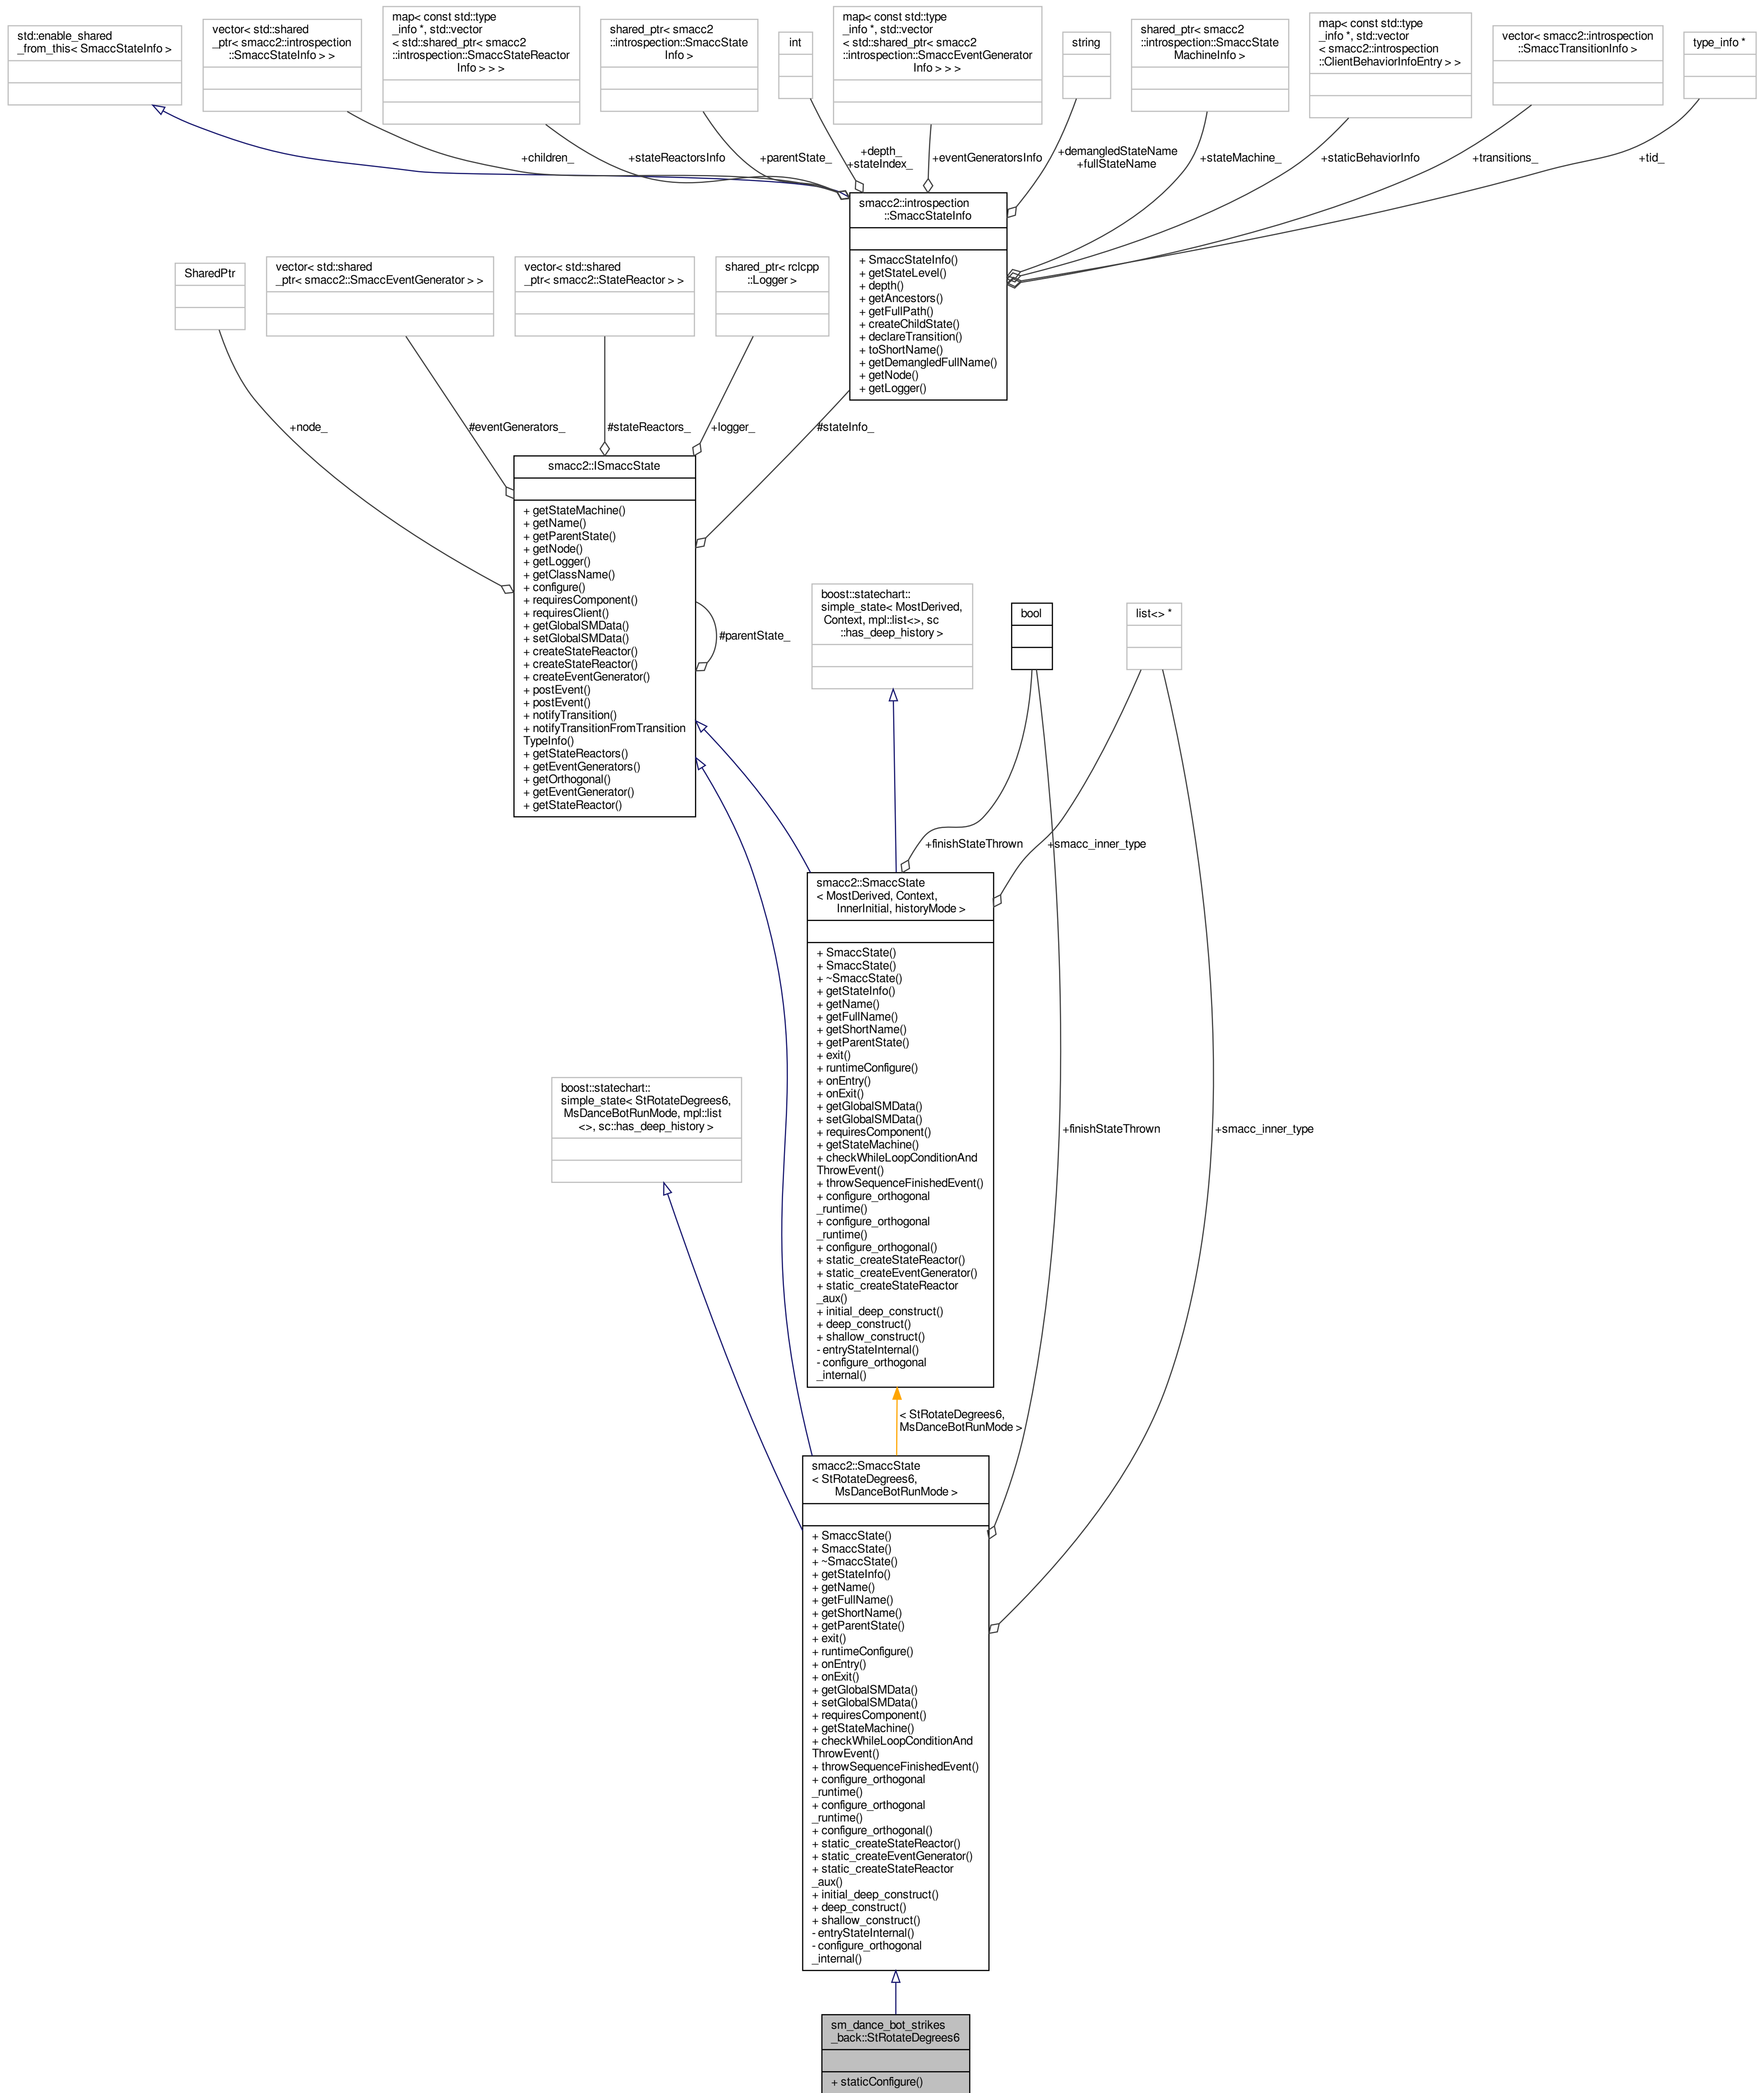 std::enable_shared
_from_this< SmaccStateInfo >
vector< std::shared
_ptr< smacc2::introspection
::SmaccStateInfo > >
map< const std::type
_info *, std::vector
< std::shared_ptr< smacc2
::introspection::SmaccStateReactor
Info > > >
shared_ptr< smacc2
::introspection::SmaccState
Info >
int
map< const std::type
_info *, std::vector
< std::shared_ptr< smacc2
::introspection::SmaccEventGenerator
Info > > >
string
shared_ptr< smacc2
::introspection::SmaccState
MachineInfo >
map< const std::type
_info *, std::vector
< smacc2::introspection
::ClientBehaviorInfoEntry > >
vector< smacc2::introspection
::SmaccTransitionInfo >
type_info *
+children_
+stateReactorsInfo
+parentState_
+depth_
+stateIndex_
+eventGeneratorsInfo
+demangledStateName
+fullStateName
+stateMachine_
+staticBehaviorInfo
+transitions_
+tid_
smacc2::introspection
::SmaccStateInfo
+ SmaccStateInfo()
+ getStateLevel()
+ depth()
+ getAncestors()
+ getFullPath()
+ createChildState()
+ declareTransition()
+ toShortName()
+ getDemangledFullName()
+ getNode()
+ getLogger()
SharedPtr
vector< std::shared
_ptr< smacc2::SmaccEventGenerator > >
vector< std::shared
_ptr< smacc2::StateReactor > >
shared_ptr< rclcpp
::Logger >
+node_
#eventGenerators_
#stateReactors_
+logger_
#stateInfo_
smacc2::ISmaccState
+ getStateMachine()
+ getName()
+ getParentState()
+ getNode()
+ getLogger()
+ getClassName()
+ configure()
+ requiresComponent()
+ requiresClient()
+ getGlobalSMData()
+ setGlobalSMData()
+ createStateReactor()
+ createStateReactor()
+ createEventGenerator()
+ postEvent()
+ postEvent()
+ notifyTransition()
+ notifyTransitionFromTransition
TypeInfo()
+ getStateReactors()
+ getEventGenerators()
+ getOrthogonal()
+ getEventGenerator()
+ getStateReactor()
#parentState_
boost::statechart::
simple_state< MostDerived,
Context, mpl::list<>, sc
::has_deep_history >
bool
list<> *
+finishStateThrown
+smacc_inner_type
smacc2::SmaccState
< MostDerived, Context,
InnerInitial, historyMode >
+ SmaccState()
+ SmaccState()
+ ~SmaccState()
+ getStateInfo()
+ getName()
+ getFullName()
+ getShortName()
+ getParentState()
+ exit()
+ runtimeConfigure()
+ onEntry()
+ onExit()
+ getGlobalSMData()
+ setGlobalSMData()
+ requiresComponent()
+ getStateMachine()
+ checkWhileLoopConditionAnd
ThrowEvent()
+ throwSequenceFinishedEvent()
+ configure_orthogonal
_runtime()
+ configure_orthogonal
_runtime()
+ configure_orthogonal()
+ static_createStateReactor()
+ static_createEventGenerator()
+ static_createStateReactor
_aux()
+ initial_deep_construct()
+ deep_construct()
+ shallow_construct()
- entryStateInternal()
- configure_orthogonal
_internal()
boost::statechart::
simple_state< StRotateDegrees6,
MsDanceBotRunMode, mpl::list
<>, sc::has_deep_history >
+finishStateThrown
+smacc_inner_type
< StRotateDegrees6,
MsDanceBotRunMode >
smacc2::SmaccState
< StRotateDegrees6,
MsDanceBotRunMode >
+ SmaccState()
+ SmaccState()
+ ~SmaccState()
+ getStateInfo()
+ getName()
+ getFullName()
+ getShortName()
+ getParentState()
+ exit()
+ runtimeConfigure()
+ onEntry()
+ onExit()
+ getGlobalSMData()
+ setGlobalSMData()
+ requiresComponent()
+ getStateMachine()
+ checkWhileLoopConditionAnd
ThrowEvent()
+ throwSequenceFinishedEvent()
+ configure_orthogonal
_runtime()
+ configure_orthogonal
_runtime()
+ configure_orthogonal()
+ static_createStateReactor()
+ static_createEventGenerator()
+ static_createStateReactor
_aux()
+ initial_deep_construct()
+ deep_construct()
+ shallow_construct()
- entryStateInternal()
- configure_orthogonal
_internal()
sm_dance_bot_strikes
_back::StRotateDegrees6
+ staticConfigure()